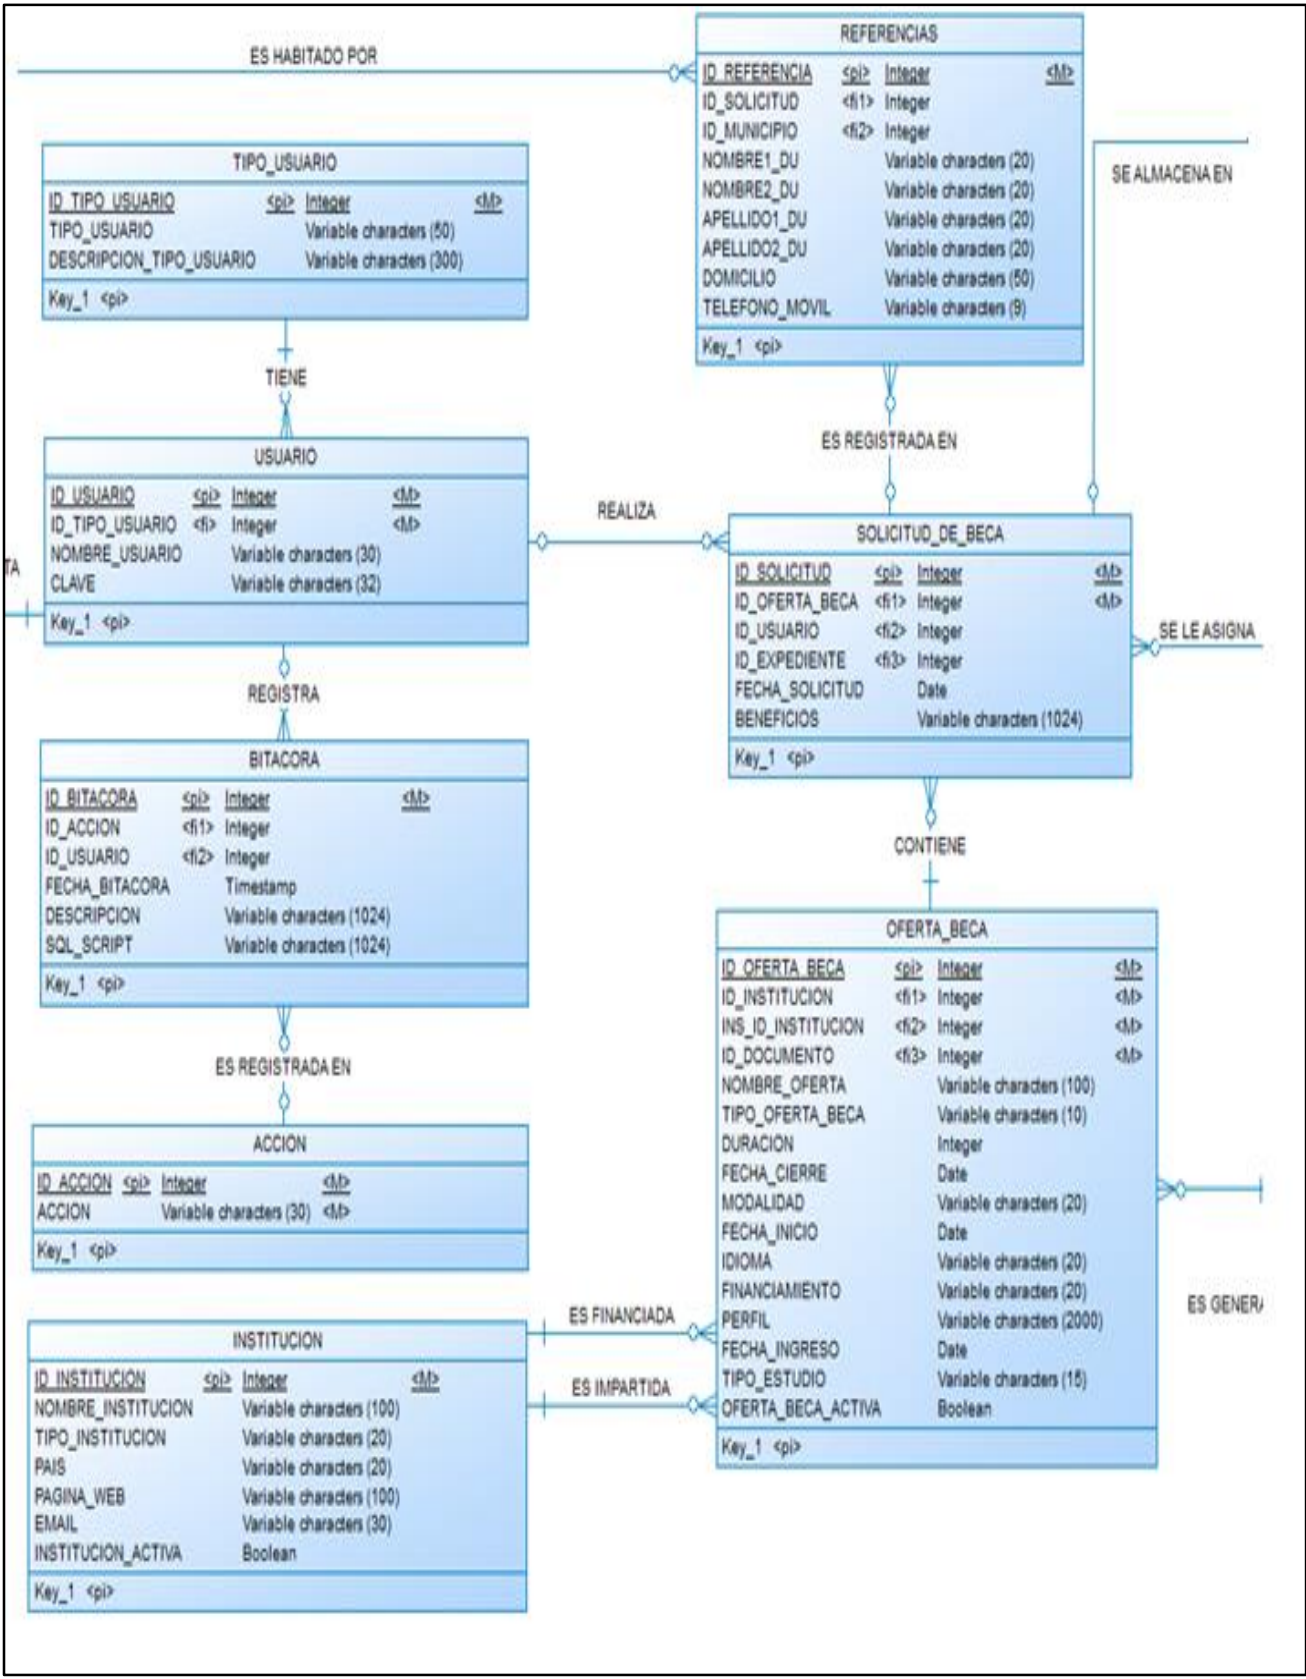 ES HABITADO POR
REFERENCIAS
ID_REFERENCIA <pi> Integer <M>
ID_SOLICITUD <fi1> Integer
ID_MUNICIPIO <fi2> Integer
NOMBRE1_DU Variable characters (20)
NOMBRE2_DU Variable characters (20)
APELLIDO1_DU Variable characters (20)
APELLIDO2_DU Variable characters (20)
DOMICILIO Variable characters (50)
TELEFONO_MOVIL Variable characters (9)
Key_1 <pi>
SE ALMACENA EN
TIPO_USUARIO
ID_TIPO_USUARIO <pi> Integer <M>
TIPO_USUARIO Variable characters (50)
DESCRIPCION_TIPO_USUARIO Variable characters (300)
Key_1 <pi>
TIENE
ES REGISTRADA EN
USUARIO
ID_USUARIO <pi> Integer <M>
ID_TIPO_USUARIO <fi> Integer <M>
NOMBRE_USUARIO Variable characters (30)
CLAVE Variable characters (32)
Key_1 <pi>
TA
REALIZA
SOLICITUD_DE_BECA
ID_SOLICITUD <pi> Integer <M>
ID_OFERTA_BECA <fi1> Integer <M>
ID_USUARIO <fi2> Integer
ID_EXPEDIENTE <fi3> Integer
FECHA_SOLICITUD Date
BENEFICIOS Variable characters (1024)
Key_1 <pi>
SE LE ASIGNA
REGISTRA
BITACORA
ID_BITACORA <pi> Integer <M>
ID_ACCION <fi1> Integer
ID_USUARIO <fi2> Integer
FECHA_BITACORA Timestamp
DESCRIPCION Variable characters (1024)
SQL_SCRIPT Variable characters (1024)
Key_1 <pi>
CONTIENE
ES REGISTRADA EN
ACCION
ID_ACCION <pi> Integer <M>
ACCION Variable characters (30) <M>
Key_1 <pi>
OFERTA_BECA
ID_OFERTA_BECA <pi> Integer <M>
ID_INSTITUCION <fi1> Integer <M>
INS_ID_INSTITUCION <fi2> Integer <M>
ID_DOCUMENTO <fi3> Integer <M>
NOMBRE_OFERTA Variable characters (100)
TIPO_OFERTA_BECA Variable characters (10)
DURACION Integer
FECHA_CIERRE Date
MODALIDAD Variable characters (20)
FECHA_INICIO Date
IDIOMA Variable characters (20)
FINANCIAMIENTO Variable characters (20)
PERFIL Variable characters (2000)
FECHA_INGRESO Date
TIPO_ESTUDIO Variable characters (15)
OFERTA_BECA_ACTIVA Boolean
Key_1 <pi>
ES GENERA
ES FINANCIADA
ES IMPARTIDA
INSTITUCION
ID_INSTITUCION <pi> Integer <M>
NOMBRE_INSTITUCION Variable characters (100)
TIPO_INSTITUCION Variable characters (20)
PAIS Variable characters (20)
PAGINA_WEB Variable characters (100)
EMAIL Variable characters (30)
INSTITUCION_ACTIVA Boolean
Key_1 <pi>